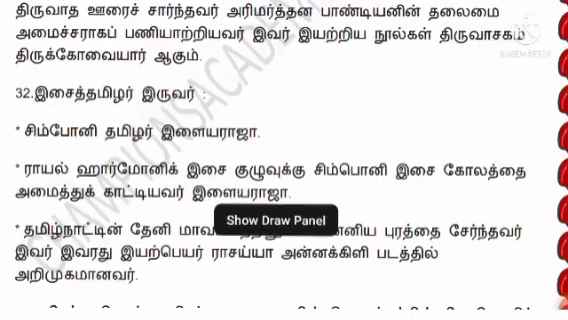 திருவாத ஊரைச் சார்ந்தவர் அரிமர்த்தன பாண்டியனின் தலைமை
அமைச்சராகப் பணியாற்றியவர் இவர் இயற்றிய நூல்கள் திருவாசகம்
திருக்கோவையார் ஆகும்.
KINEMASTER
32.இசைத்தமிழர் இருவர் :
* சிம்போனி தமிழர் இளையராஜா.
* ராயல் ஹார்மோனிக் இசை குழுவுக்கு சிம்பொனி இசை கோலத்தை
அமைத்துக் காட்டியவர் இளையராஜா.
Show Draw Panel
* தமிழ்நாட்டின் தேனி புரத்தை சேர்ந்தவர்
இவர் இவரது இயற்பெயர் ராசய்யா அன்னக்கிளி படத்தில்
அறிமுகமானவர்.
CHAMPIONSACADEM